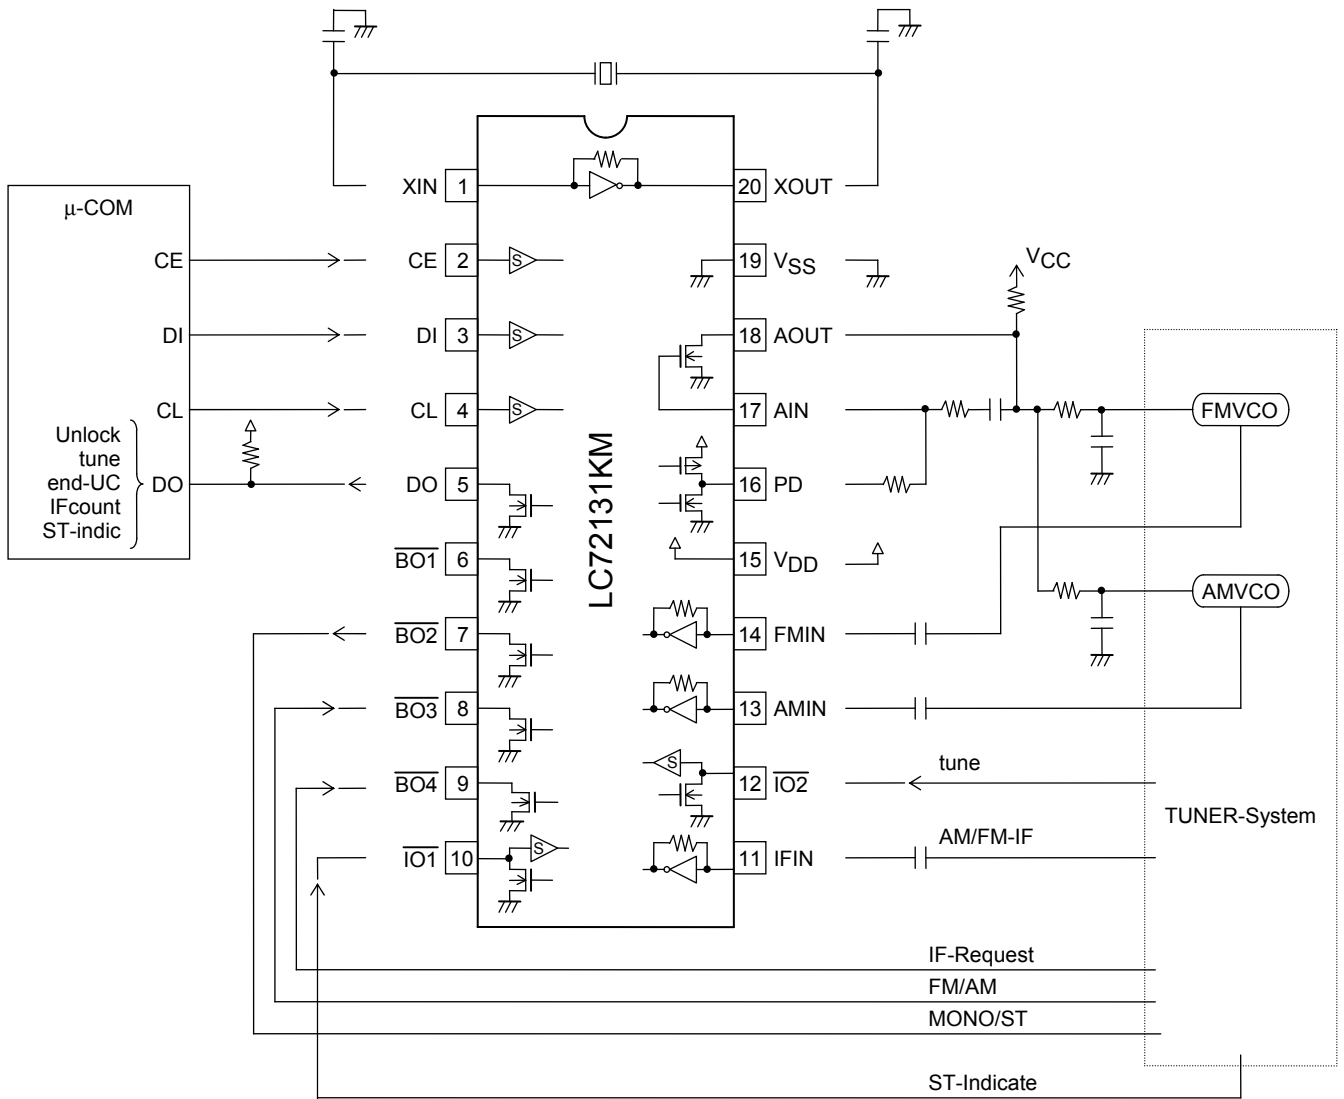 μ-COM
CE
DI
CL
Unlock
tune
end-UC
IFcount
ST-indic
DO
XIN 1
CE 2 S
DI 3 S
CL 4 S
DO 5
BO1 6
BO2 7
BO3 8
BO4 9
IO1 10 S
LC72131KM
20 XOUT
19 VSS
18 AOUT
17 AIN
16 PD
15 VDD
14 FMIN
13 AMIN
S 12 IO2
11 IFIN
VCC
FMVCO
AMVCO
tune
TUNER-System
AM/FM-IF
IF-Request
FM/AM
MONO/ST
ST-Indicate